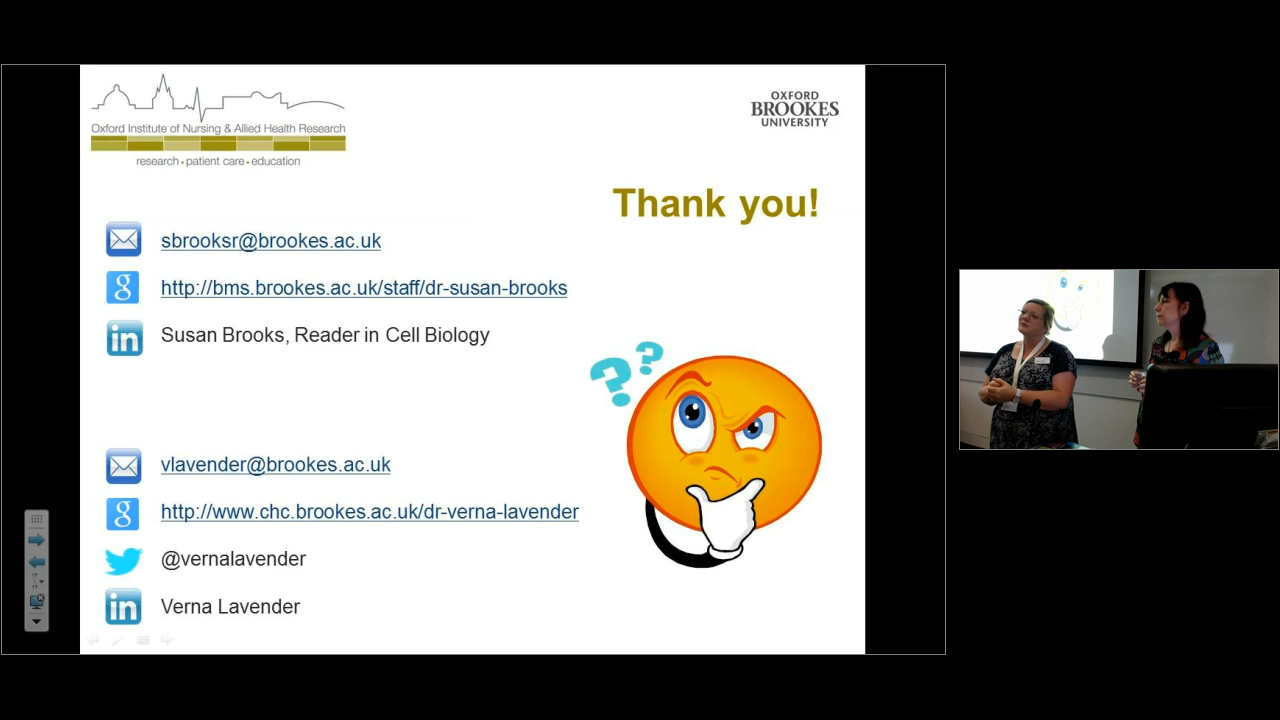 Oxford Institute of Nursing & Allied Health Research
research • patient care • education
OXFORD
BROOKES
UNIVERSITY
Thank you!
sbrooksr@brookes.ac.uk
http://bms.brookes.ac.uk/staff/dr-susan-brooks
Susan Brooks, Reader in Cell Biology
??
vlavender@brookes.ac.uk
http://www.chc.brookes.ac.uk/dr-verna-lavender
@vernalavender
Verna Lavender